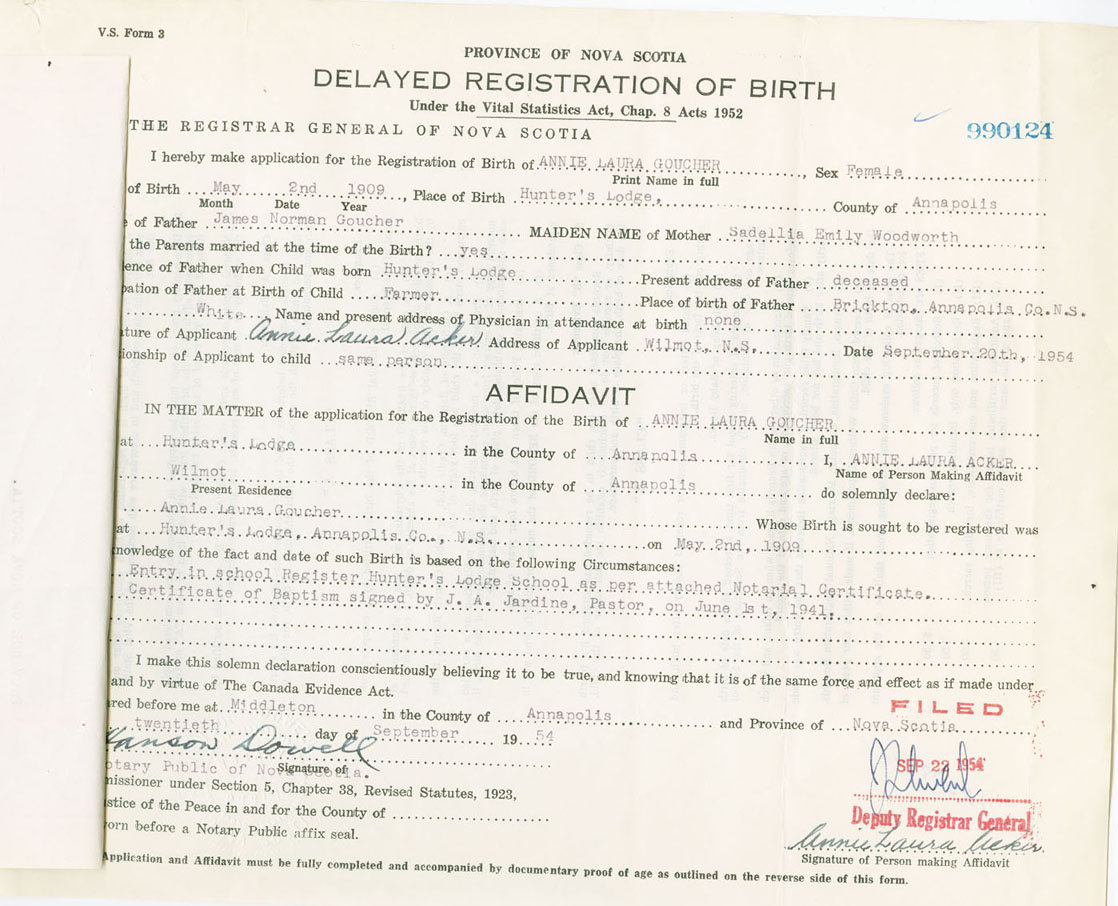 V.S. Form 3
PROVINCE OF NOVA SCOTIA
DELAYED REGISTRATION OF BIRTH
Under the Vital Statistics Act, Chap. 8 Acts 1952
990124
THE REGISTRAR GENERAL OF NOVA SCOTIA
I hereby make application for the Registration of Birth of ANNIE LAURA GOUCHER, Sex Female
Print Name in full
of Birth May 2nd 1909, Place of Birth Hunter's Lodge, County of Annapolis
Month Date Year
of Father James Norman Goucher MAIDEN NAME of Mother Sadellia Emily Woodworth
the Parents married at the time of the Birth? yes
ence of Father when Child was born Hunter's Lodge Present address of Father deceased
pation of Father at Birth of Child Farmer Place of birth of Father Brickton, Annapolis Co. N.S.
White Name and present address of Physician in attendance at birth none
ture of Applicant Annie Laura Acker Address of Applicant Wilmot, N.S. Date September 20th, 1954
ionship of Applicant to child same person
AFFIDAVIT
IN THE MATTER of the application for the Registration of the Birth of ANNIE LAURA GOUCHER
Name in full
at Hunter's Lodge in the County of Annapolis I, ANNIE LAURA ACKER
Name of Person Making Affidavit
Wilmot in the County of Annapolis do solemnly declare:
Present Residence
Annie Laura Goucher Whose Birth is sought to be registered was
at Hunter's Lodge, Annapolis Co., N.S. on May 2nd, 1909
nowledge of the fact and date of such Birth is based on the following Circumstances:
Entry in school Register Hunter's Lodge School as per attached Notarial Certificate.
Certificate of Baptism signed by J. A. Jardine, Pastor, on June 1st, 1941.
I make this solemn declaration conscientiously believing it to be true, and knowing that it is of the same force and effect as if made under
and by virtue of The Canada Evidence Act.
red before me at Middleton in the County of Annapolis and Province of Nova Scotia
twentieth day of September 1954
FILED
SEP 22 1954
Hanson Dowell
Signature of
otary Public of Nova Scotia.
missioner under Section 5, Chapter 38, Revised Statutes, 1923,
stice of the Peace in and for the County of
orn before a Notary Public affix seal.
Deputy Registrar General
Annie Laura Acker
Signature of Person making Affidavit
Application and Affidavit must be fully completed and accompanied by documentary proof of age as outlined on the reverse side of this form.